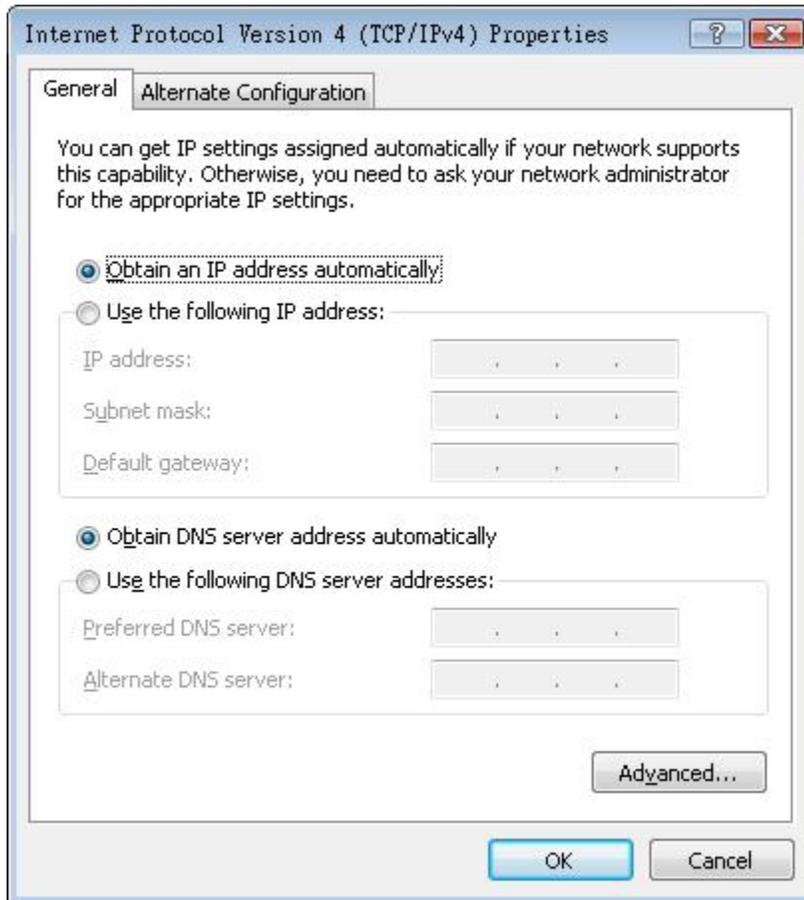 Internet Protocol Version 4 (TCP/IPv4) Properties
General
Alternate Configuration
You can get IP settings assigned automatically if your network supports
this capability. Otherwise, you need to ask your network administrator
for the appropriate IP settings.
Obtain an IP address automatically
Use the following IP address:
IP address:
Subnet mask:
Default gateway:
Obtain DNS server address automatically
Use the following DNS server addresses:
Preferred DNS server:
Alternate DNS server:
Advanced...
OK
Cancel